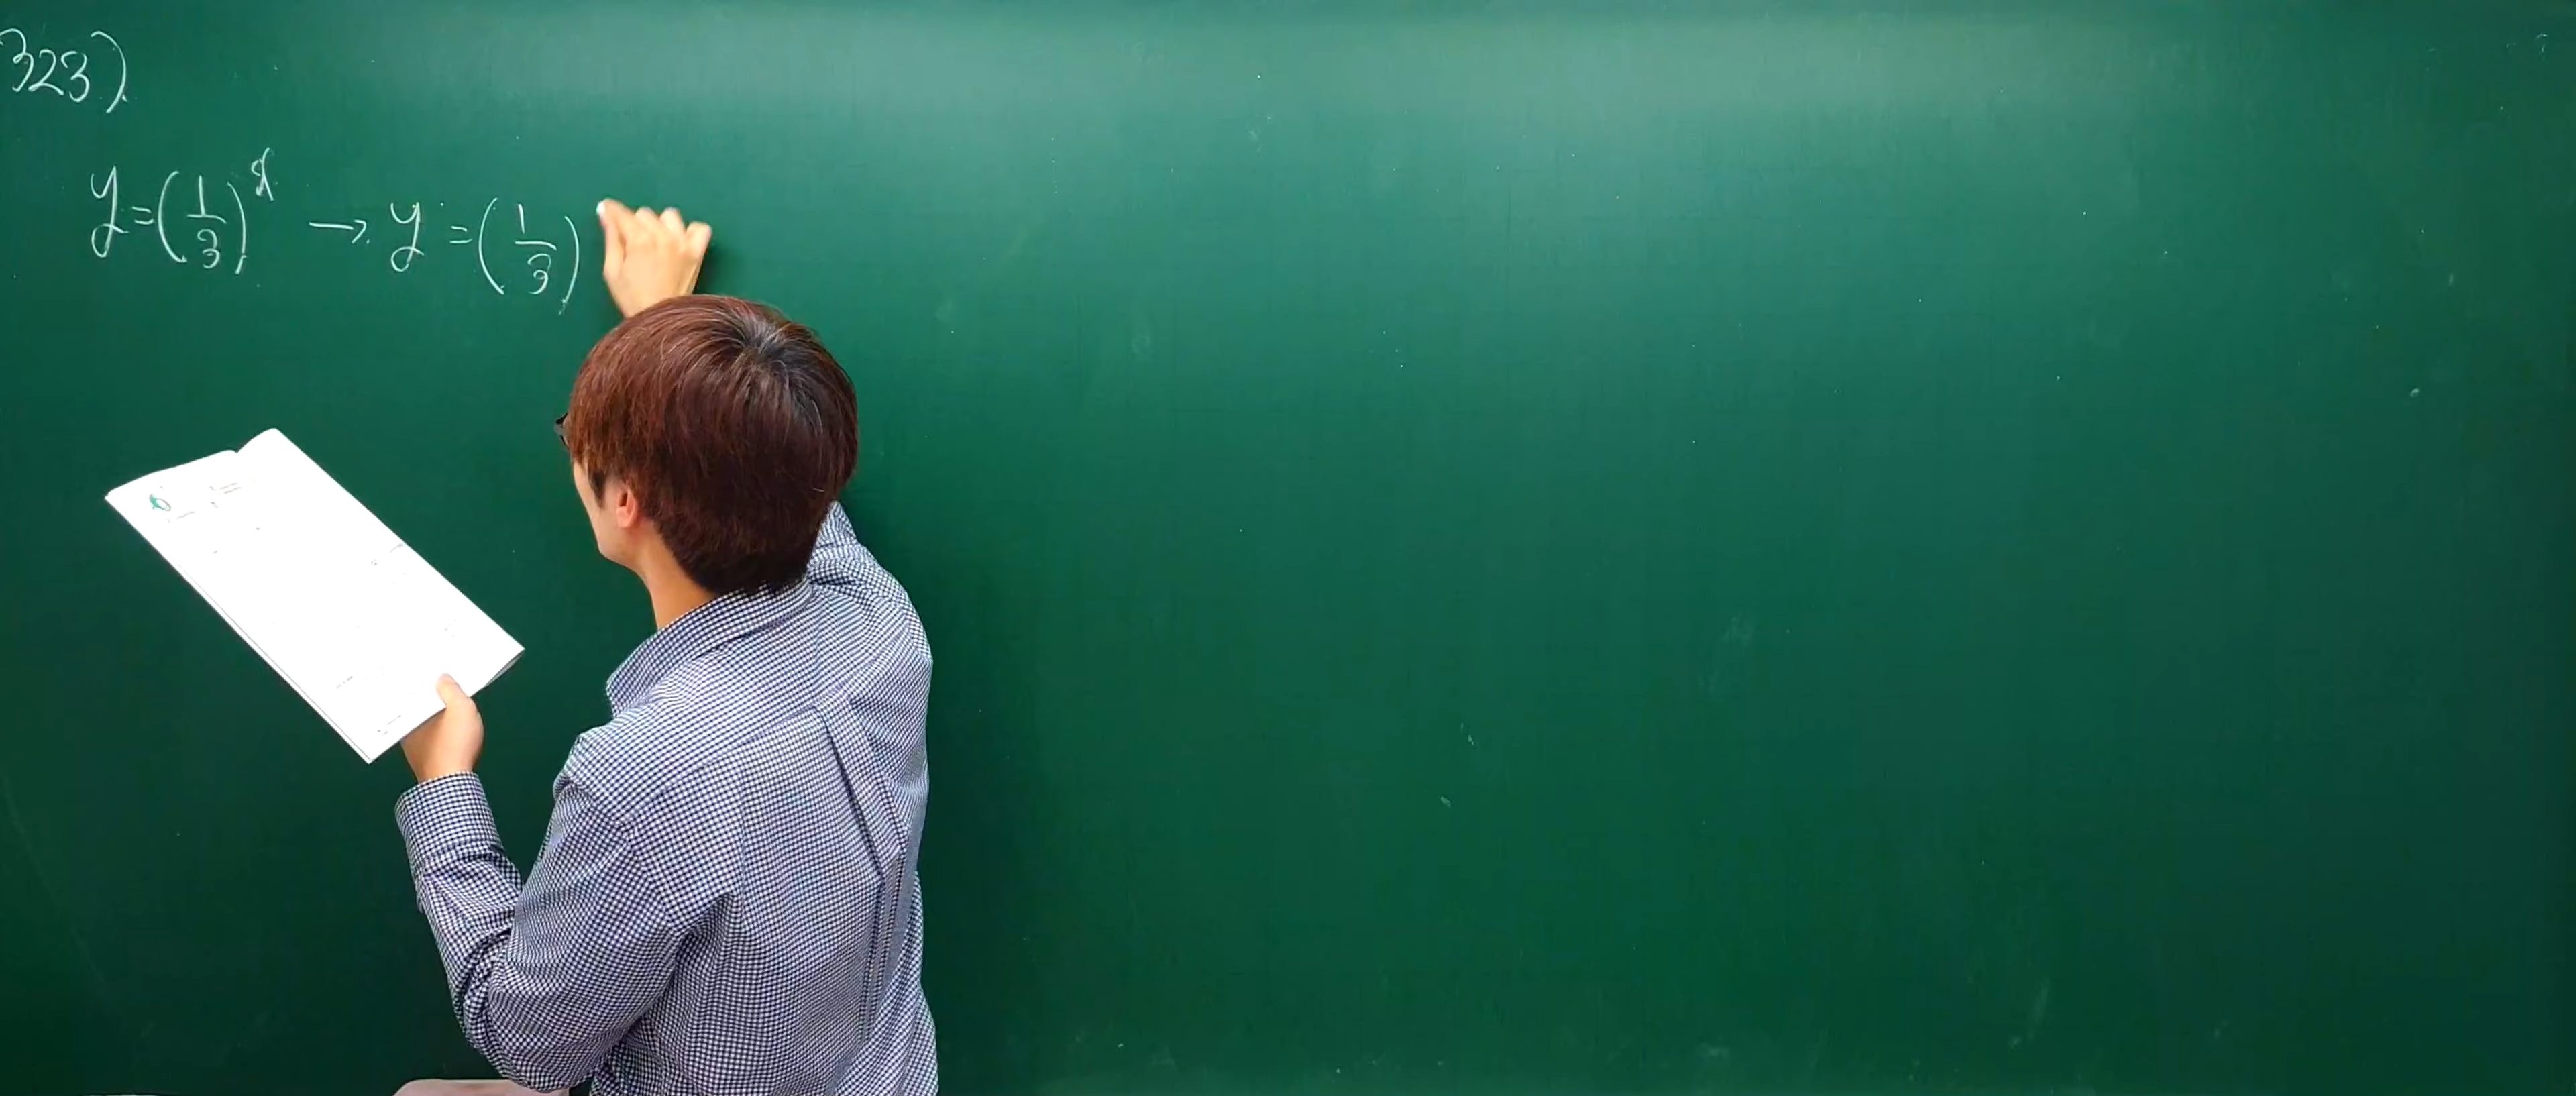 323)
y=(1/3)^x → y=(1/3)